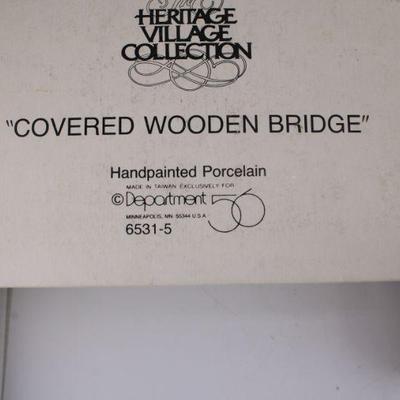 The
HERITAGE
VILLAGE
COLLECTION
"COVERED WOODEN BRIDGE"
Handpainted Porcelain
MADE IN TAIWAN EXCLUSIVELY FOR
© Department 56
MINNEAPOLIS, MN 55344 U.S.A
6531-5